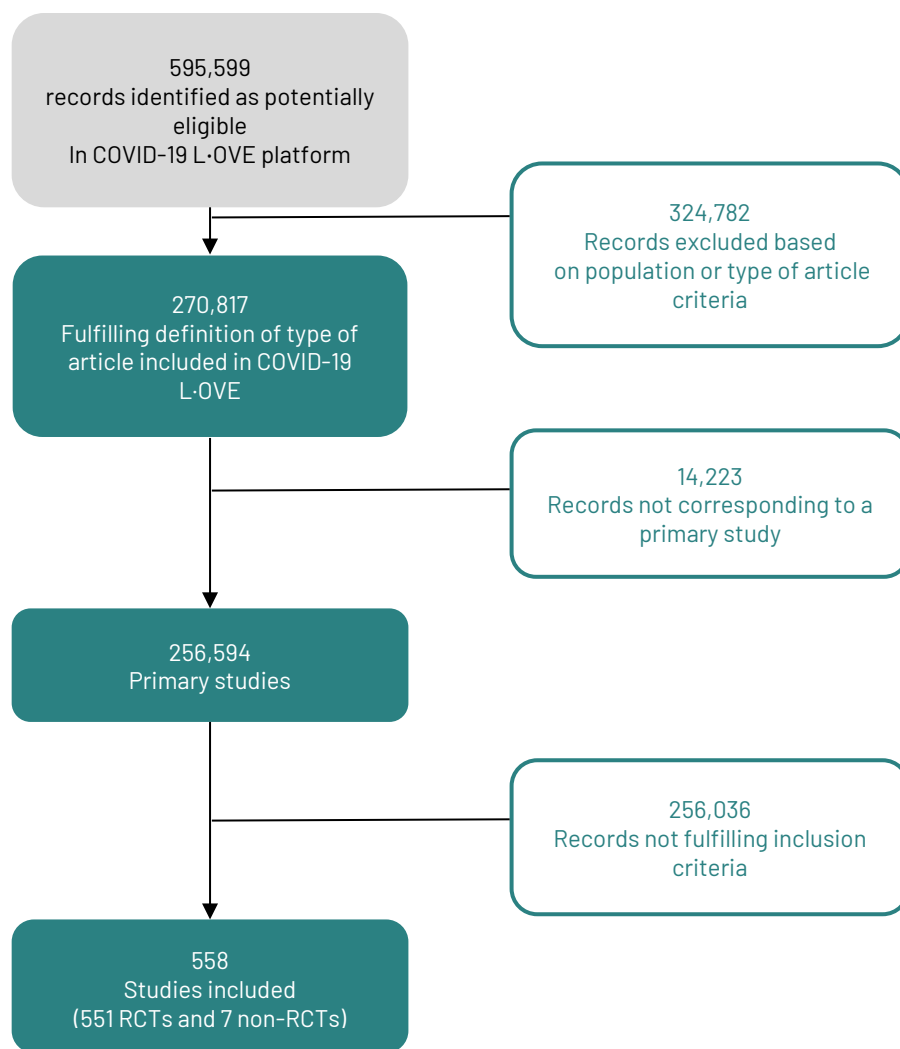 595,599
records identified as potentially
eligible
In COVID-19 L·OVE platform
324,782
Records excluded based
on population or type of article
criteria
270,817
Fulfilling definition of type of
article included in COVID-19
L·OVE
14,223
Records not corresponding to a
primary study
256,594
Primary studies
256,036
Records not fulfilling inclusion
criteria
558
Studies included
(551 RCTs and 7 non-RCTs)